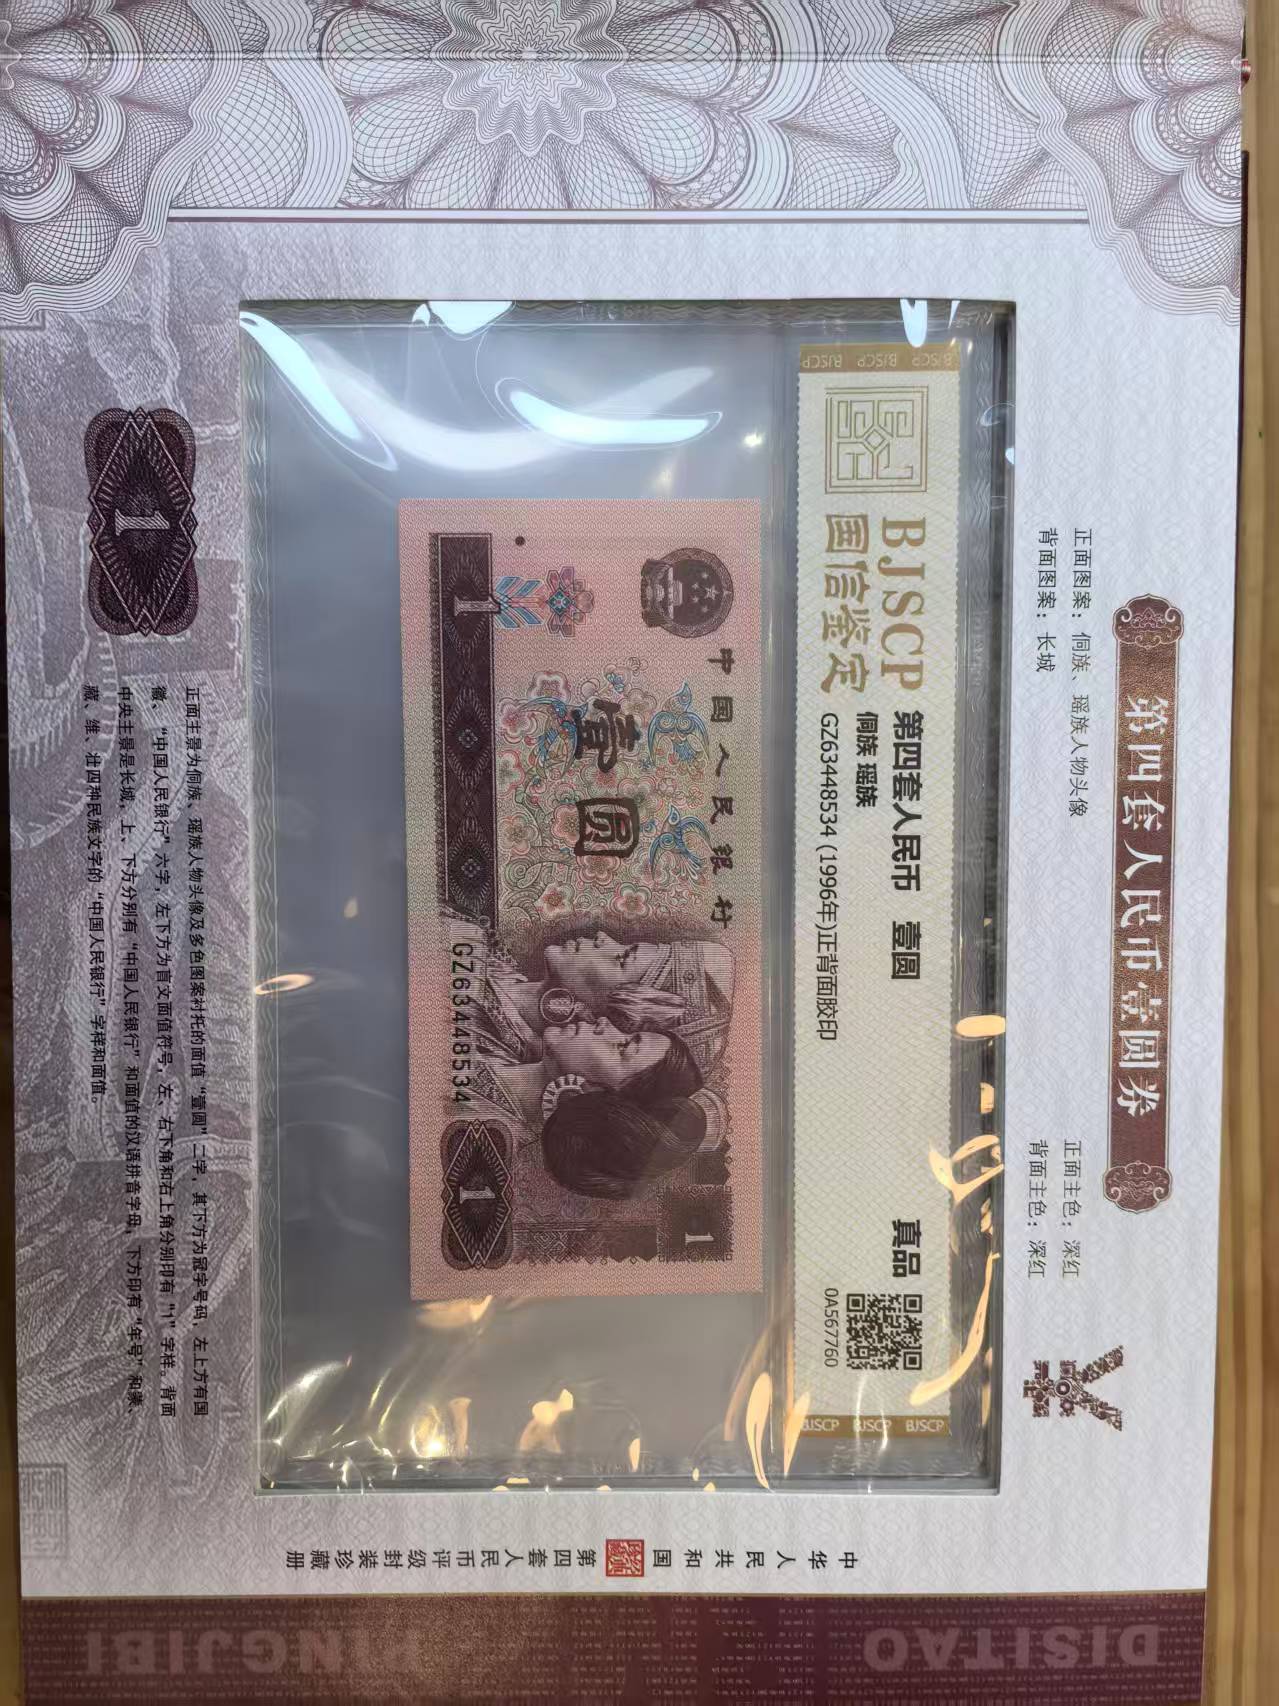 第四套人民币壹圆券
正面图案：侗族、瑶族人物头像
背面图案：长城
正面主色：深红
背面主色：深红
BJSCP BJSCP BJSCP
BJSCP
国信鉴定
第四套人民币 壹圆
侗族 瑶族
GZ63448534 (1996年)正背面胶印
真品
0A567760
BJSCP BJSCP BJSCP
中国人民银行
壹圆
1
1
GZ63448534
1
1
正面主景为侗族、瑶族人物头像及多色图案衬托的面值“壹圆”二字，其下方为冠字号码，左上方有国
徽、“中国人民银行”六字，左下方为盲文面值符号，左、右下角和右上角分别印有“1”字样。背面
中央主景是长城，上、下方分别有“中国人民银行”和面值的汉语拼音字母，下方印有“年号”和蒙、
藏、维、壮四种民族文字的“中国人民银行”字样和面值。
中华人民共和国 第四套人民币评级封装珍藏册
DISITAO PINGJIBI